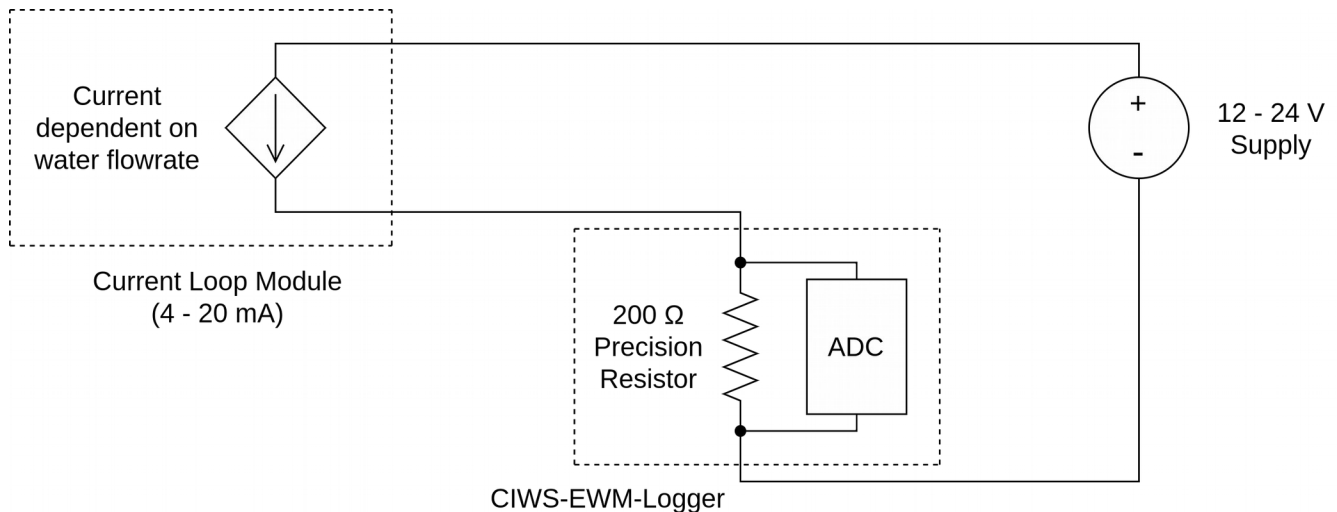 Current
dependent on
water flowrate
+
-
12 - 24 V
Supply
Current Loop Module
(4 - 20 mA)
200 Ω
Precision
Resistor
ADC
CIWS-EWM-Logger